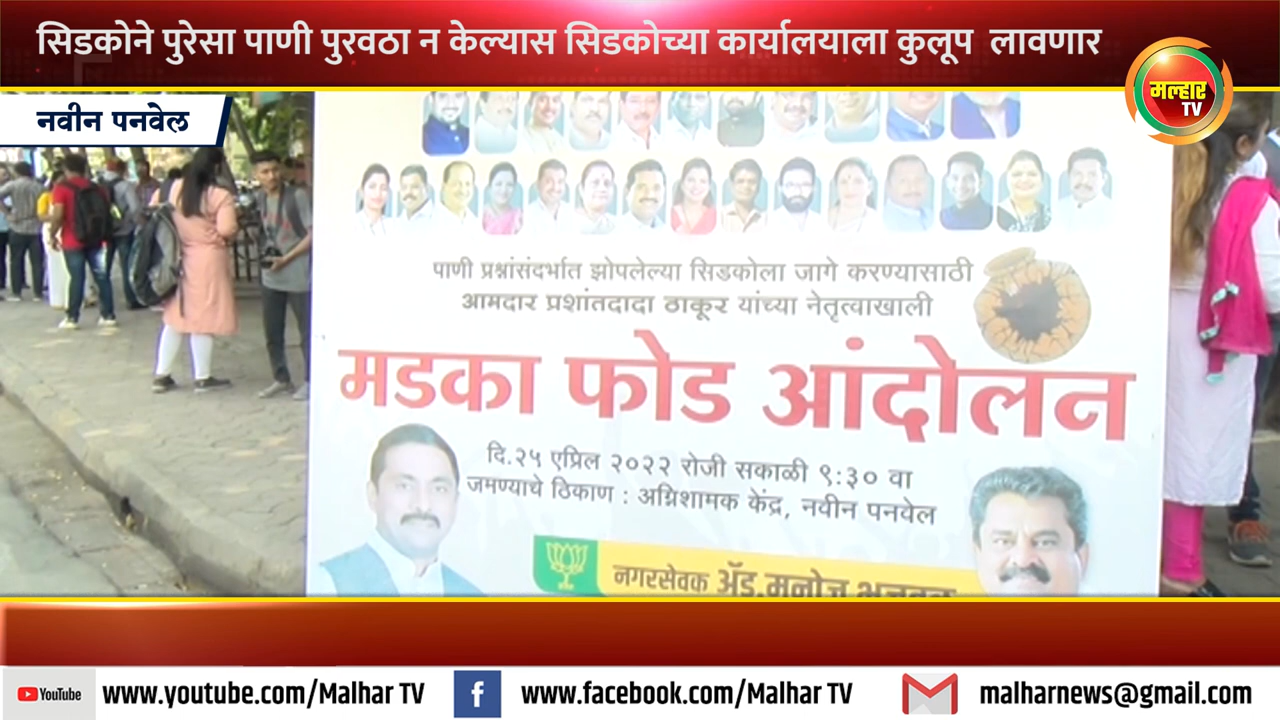 सिडकोने पुरेसा पाणी पुरवठा न केल्यास सिडकोच्या कार्यालयाला कुलूप लावणार
मल्हार
TV
नवीन पनवेल
पाणी प्रश्नांसंदर्भात झोपलेल्या सिडकोला जागे करण्यासाठी
आमदार प्रशांतदादा ठाकूर यांच्या नेतृत्वाखाली
मडका फोड आंदोलन
दि.२५ एप्रिल २०२२ रोजी सकाळी ९:३० वा
जमण्याचे ठिकाण : अग्निशामक केंद्र, नवीन पनवेल
नगरसेवक ॲड.मनोज
YouTube www.youtube.com/Malhar TV
www.facebook.com/Malhar TV
malharnews@gmail.com